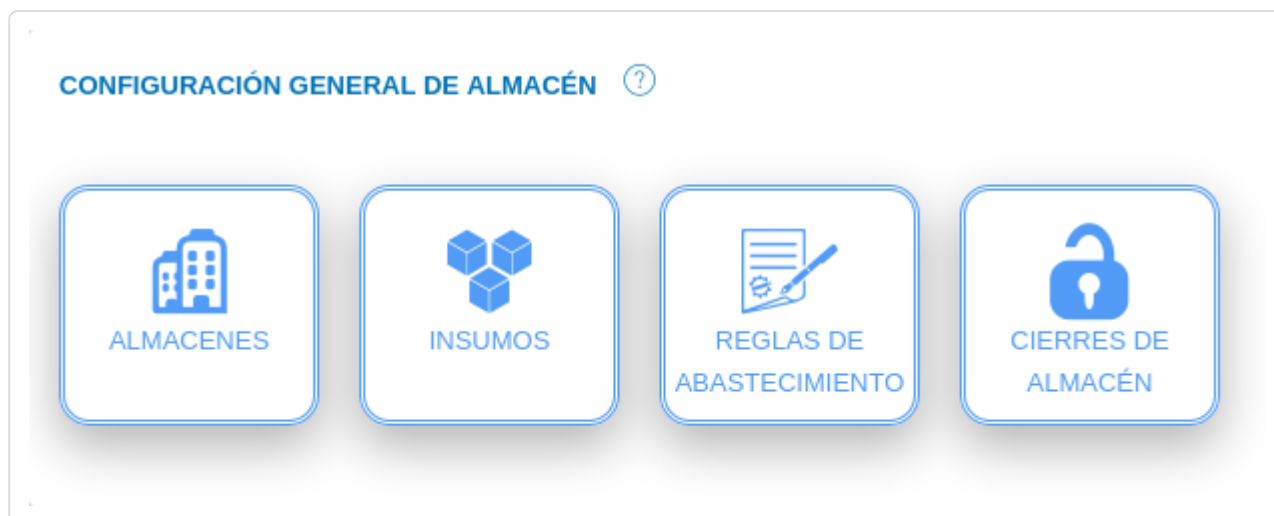 CONFIGURACIÓN GENERAL DE ALMACÉN ?
ALMACENES
INSUMOS
REGLAS DE
ABASTECIMIENTO
CIERRES DE
ALMACÉN